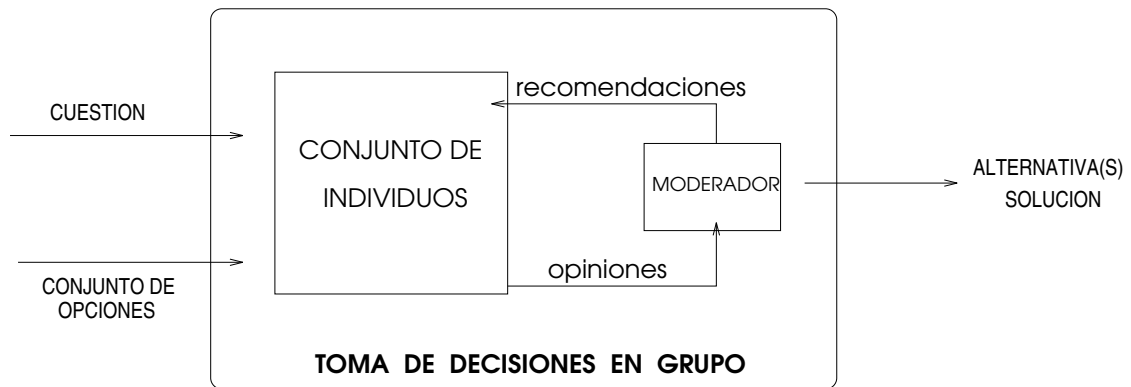 CUESTION
CONJUNTO DE
OPCIONES
CONJUNTO DE
INDIVIDUOS
recomendaciones
MODERADOR
opiniones
ALTERNATIVA(S)
SOLUCION
TOMA DE DECISIONES EN GRUPO